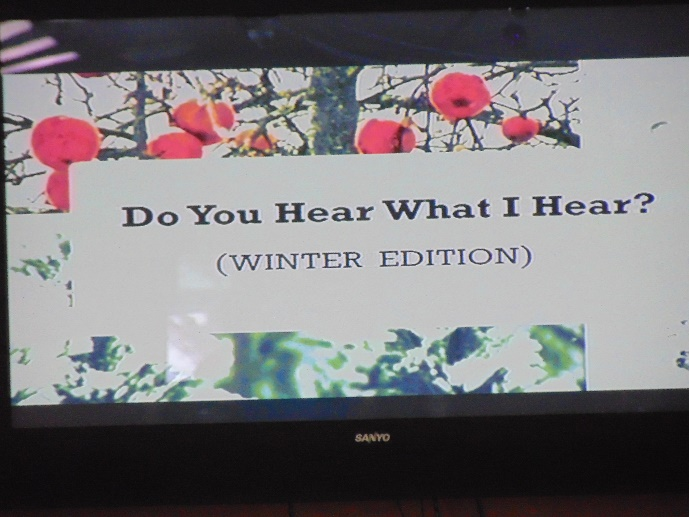 Do You Hear What I Hear?
(WINTER EDITION)
SANYO